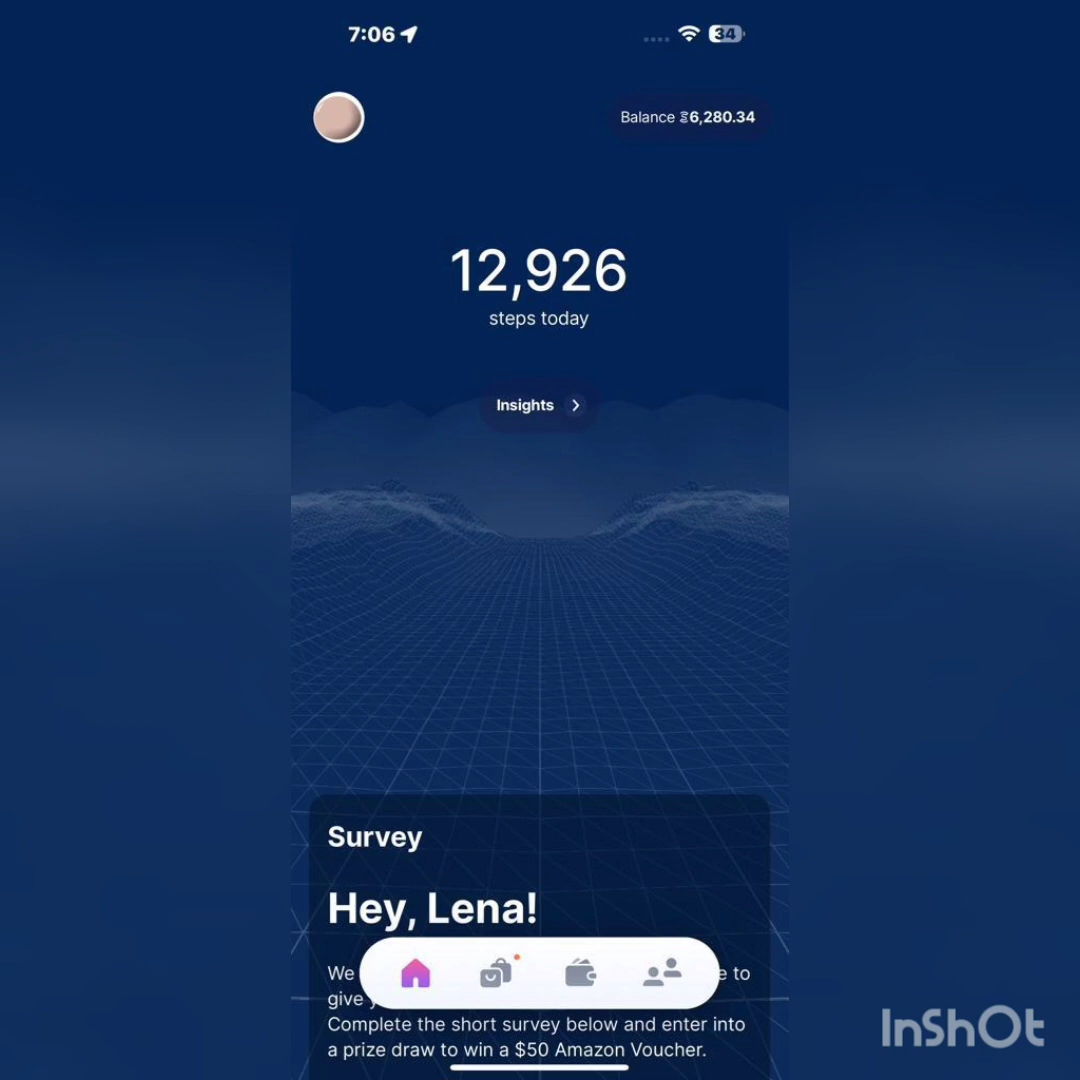 7:06
34
Balance 6,280.34
12,926
steps today
Insights
Survey
Hey, Lena!
We
e to
give
Complete the short survey below and enter into
a prize draw to win a $50 Amazon Voucher.
InShOt